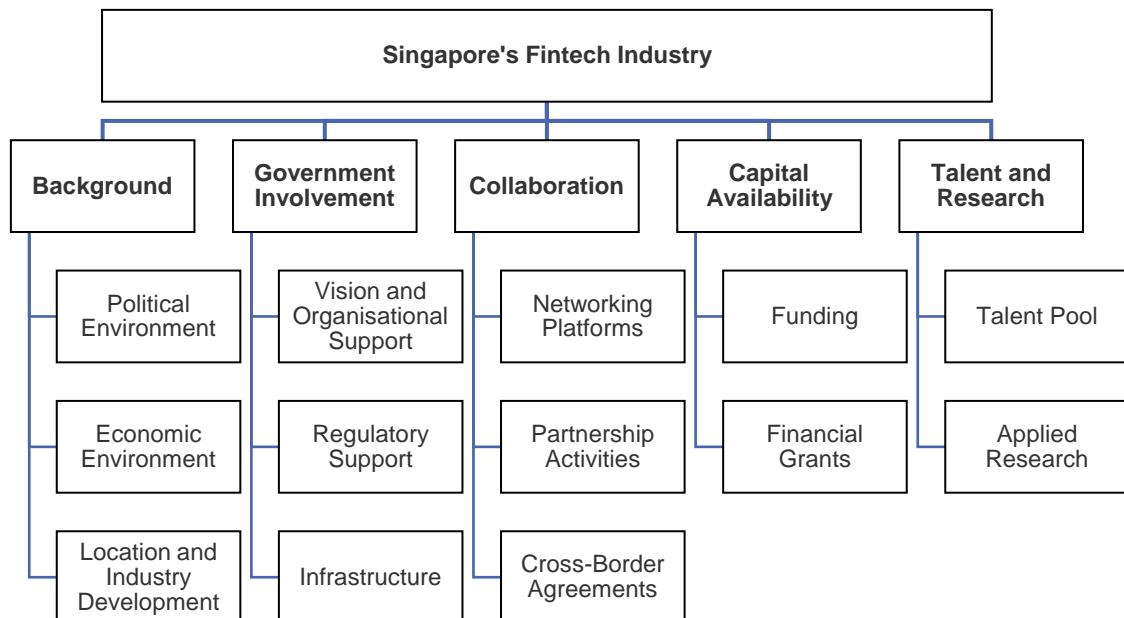 Singapore's Fintech Industry
Background
Government
Involvement
Collaboration
Capital
Availability
Talent and
Research
Political
Environment
Vision and
Organisational
Support
Networking
Platforms
Funding
Talent Pool
Economic
Environment
Regulatory
Support
Partnership
Activities
Financial
Grants
Applied
Research
Location and
Industry
Development
Infrastructure
Cross-Border
Agreements